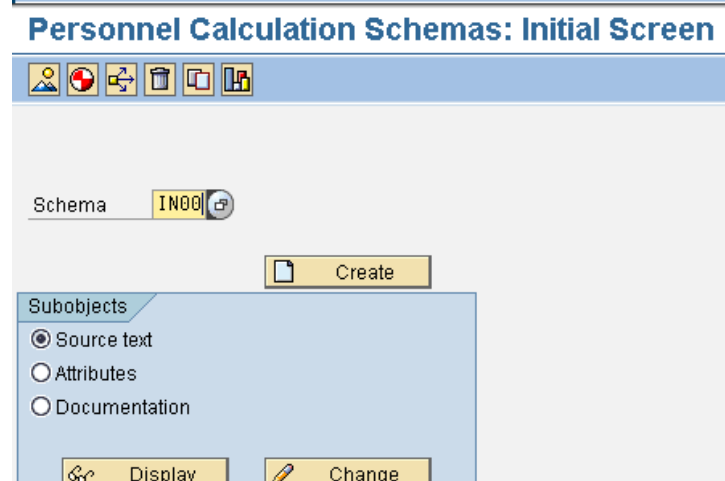 Personnel Calculation Schemas: Initial Screen
Schema IN00
Create
Subobjects
Source text
Attributes
Documentation
Display Change